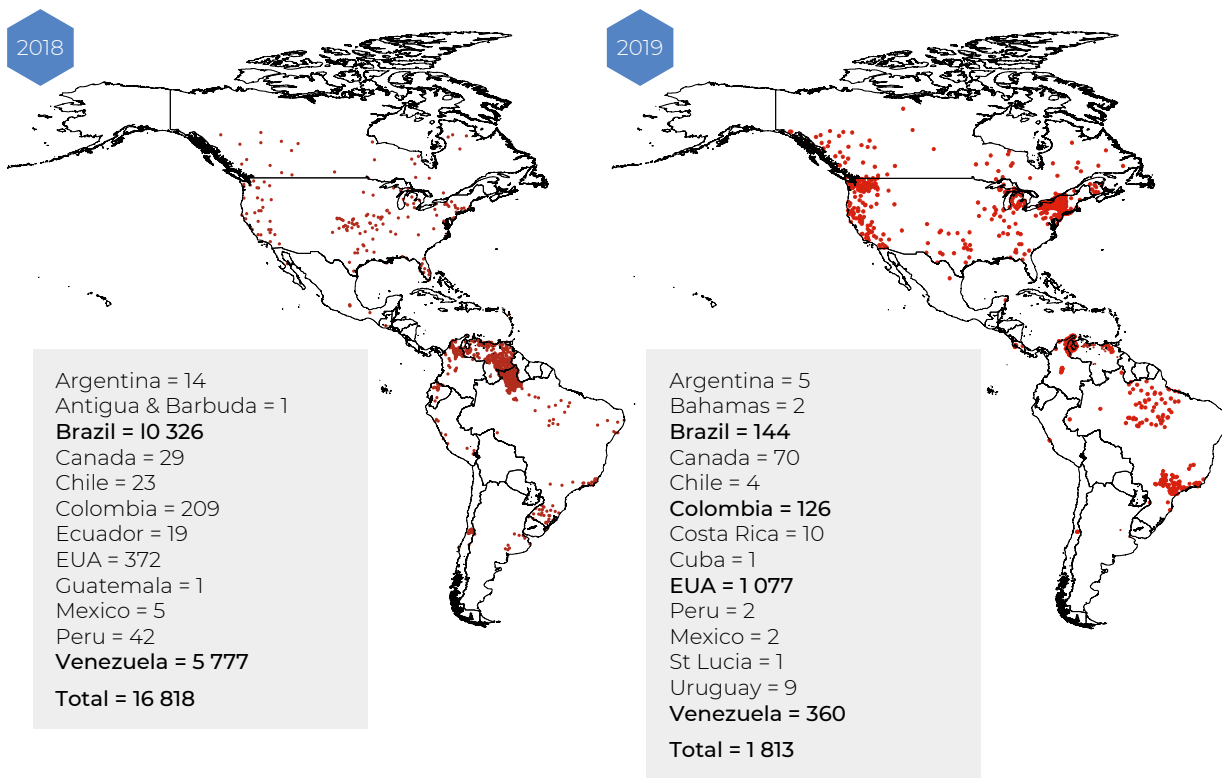 2018
Argentina = 14
Antigua & Barbuda = 1
Brazil = l0 326
Canada = 29
Chile = 23
Colombia = 209
Ecuador = 19
EUA = 372
Guatemala = 1
Mexico = 5
Peru = 42
Venezuela = 5 777
Total = 16 818
2019
Argentina = 5
Bahamas = 2
Brazil = 144
Canada = 70
Chile = 4
Colombia = 126
Costa Rica = 10
Cuba = 1
EUA = 1 077
Peru = 2
Mexico = 2
St Lucia = 1
Uruguay = 9
Venezuela = 360
Total = 1 813